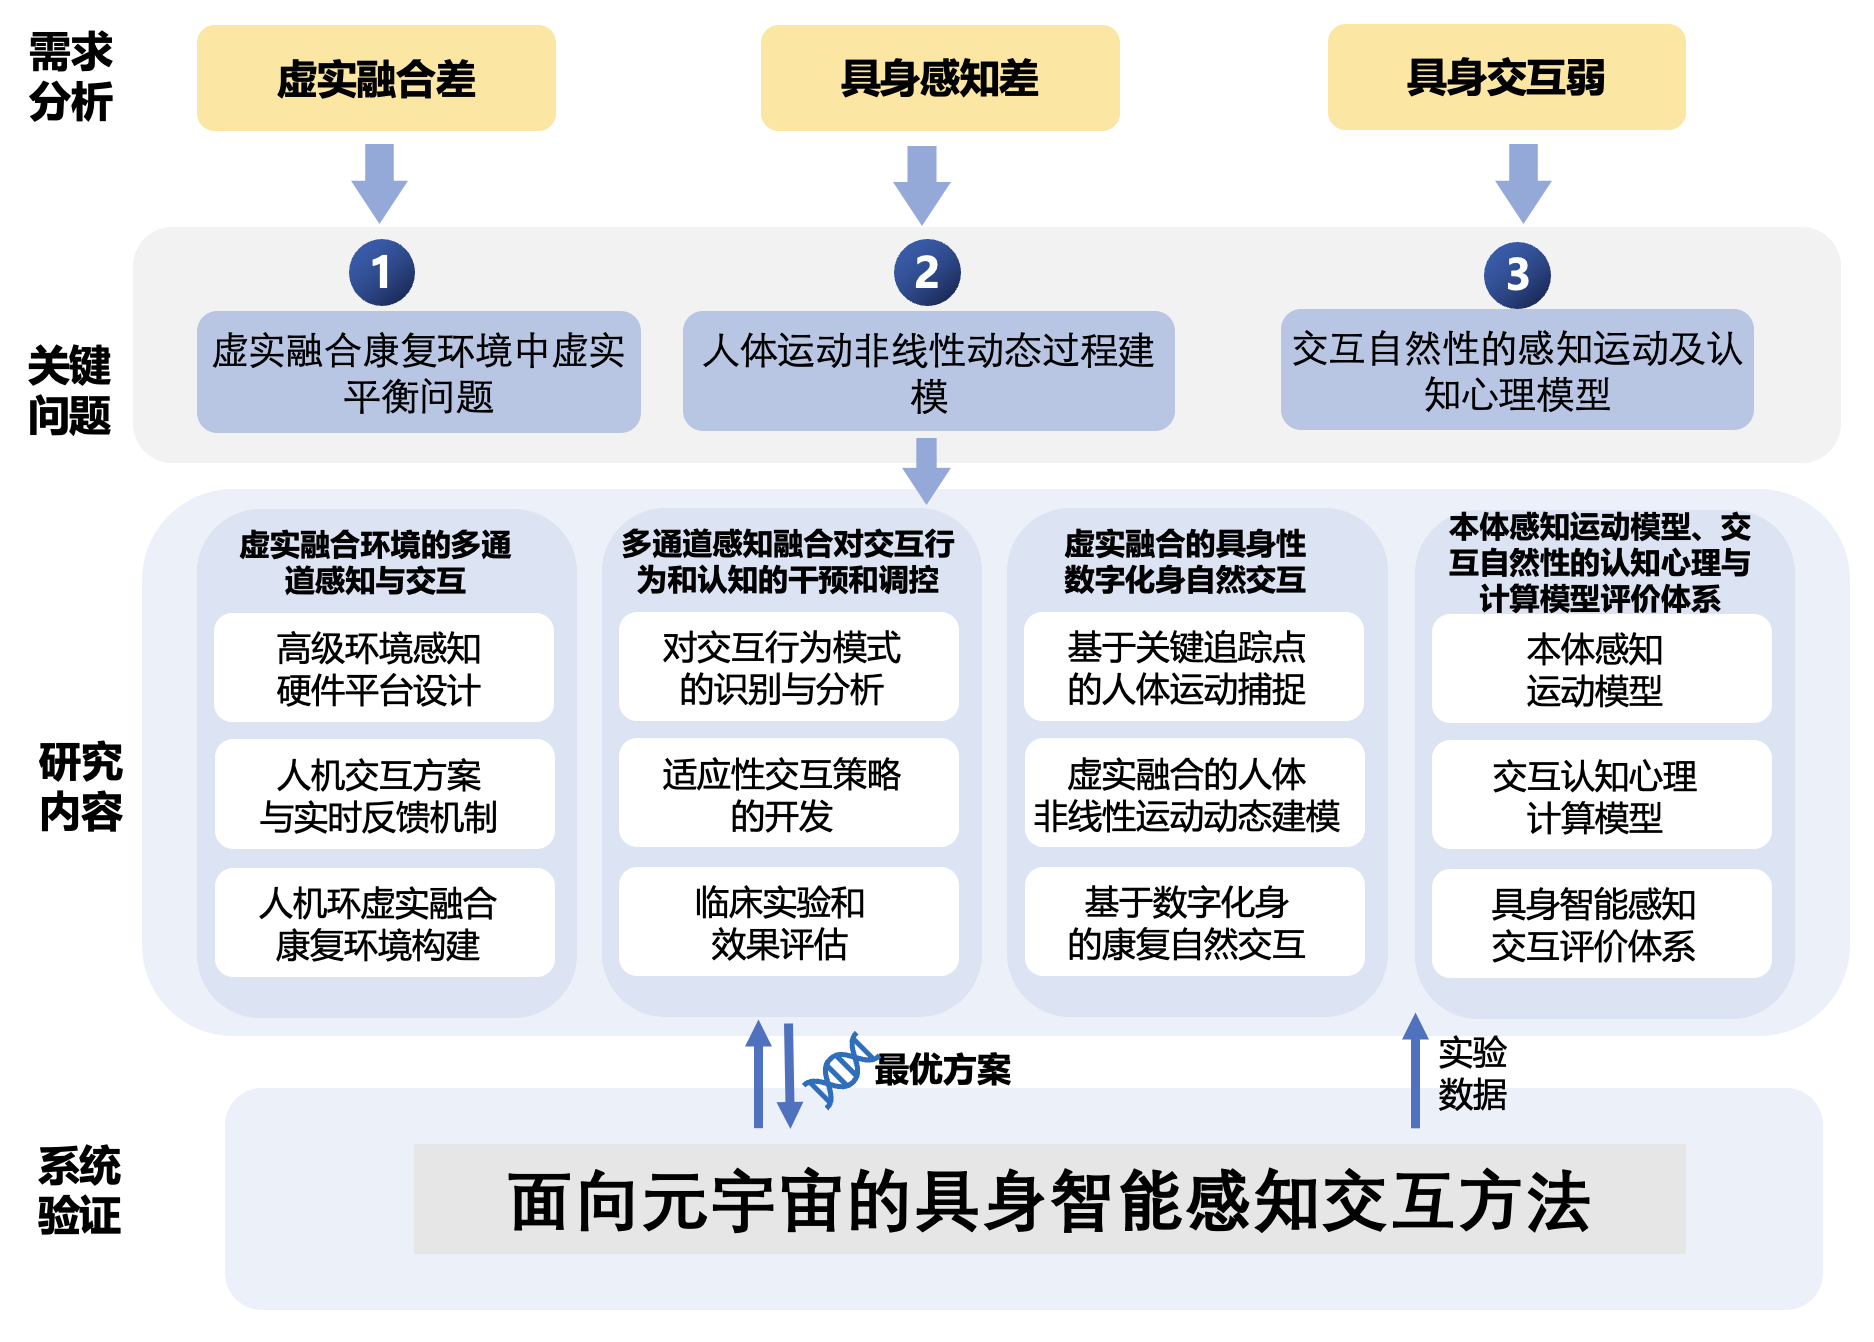 需求
分析
虚实融合差
具身感知差
具身交互弱
关键
问题
1
虚实融合康复环境中虚实
平衡问题
2
人体运动非线性动态过程建
模
3
交互自然性的感知运动及认
知心理模型
研究
内容
虚实融合环境的多通
道感知与交互
高级环境感知
硬件平台设计
人机交互方案
与实时反馈机制
人机环虚实融合
康复环境构建
多通道感知融合对交互行
为和认知的干预和调控
对交互行为模式
的识别与分析
适应性交互策略
的开发
临床实验和
效果评估
虚实融合的具身性
数字化身自然交互
基于关键追踪点
的人体运动捕捉
虚实融合的人体
非线性运动动态建模
基于数字化身
的康复自然交互
本体感知运动模型、交
互自然性的认知心理与
计算模型评价体系
本体感知
运动模型
交互认知心理
计算模型
具身智能感知
交互评价体系
最优方案
实验
数据
系统
验证
面向元宇宙的具身智能感知交互方法